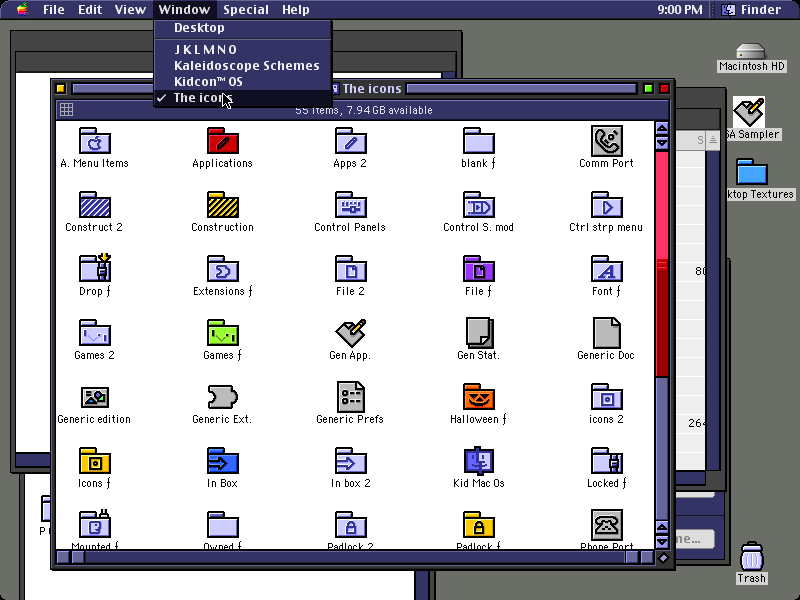 File Edit View Window Special Help 9:00 PM Finder
Desktop
J K L M N O
Kaleidoscope Schemes
Kidcon™ OS
✓ The icons
The icons
55 items, 7.94 GB available
Macintosh HD
SA Sampler
ktop Textures
S
80
264
A. Menu Items Applications Apps 2 blank ƒ Comm Port
Construct 2 Construction Control Panels Control S. mod Ctrl strp menu
Drop ƒ Extensions ƒ File 2 File ƒ Font ƒ
Games 2 Games ƒ Gen App. Gen Stat. Generic Doc
Generic edition Generic Ext. Generic Prefs Halloween ƒ icons 2
Icons ƒ In Box In box 2 Kid Mac Os Locked ƒ
Mounted ƒ Owned ƒ Padlock 2 Padlock ƒ Phone Port
P
me...
Trash